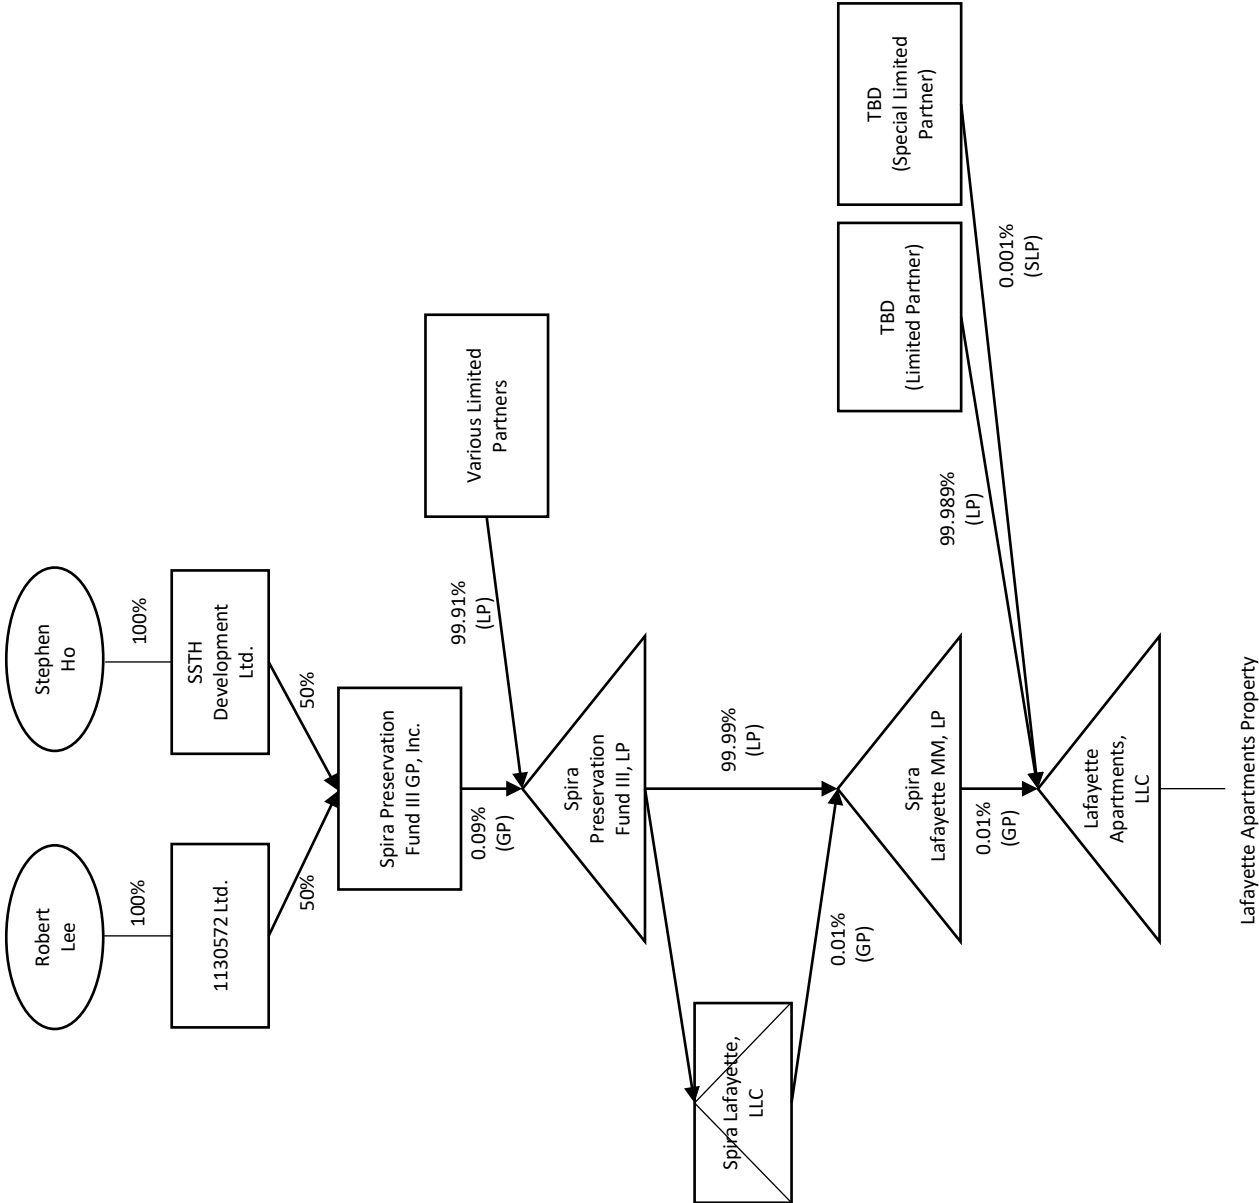 Robert
Lee
Stephen
Ho
100%
100%
1130572 Ltd.
SSTH
Development
Ltd.
50%
50%
Spira Preservation
Fund III GP, Inc.
Various Limited
Partners
0.09%
(GP)
99.91%
(LP)
Spira
Preservation
Fund III, LP
Spira Lafayette,
LLC
99.99%
(LP)
0.01%
(GP)
TBD
(Limited Partner)
TBD
(Special Limited
Partner)
Spira
Lafayette MM, LP
0.01%
(GP)
99.989%
(LP)
0.001%
(SLP)
Lafayette
Apartments,
LLC
Lafayette Apartments Property